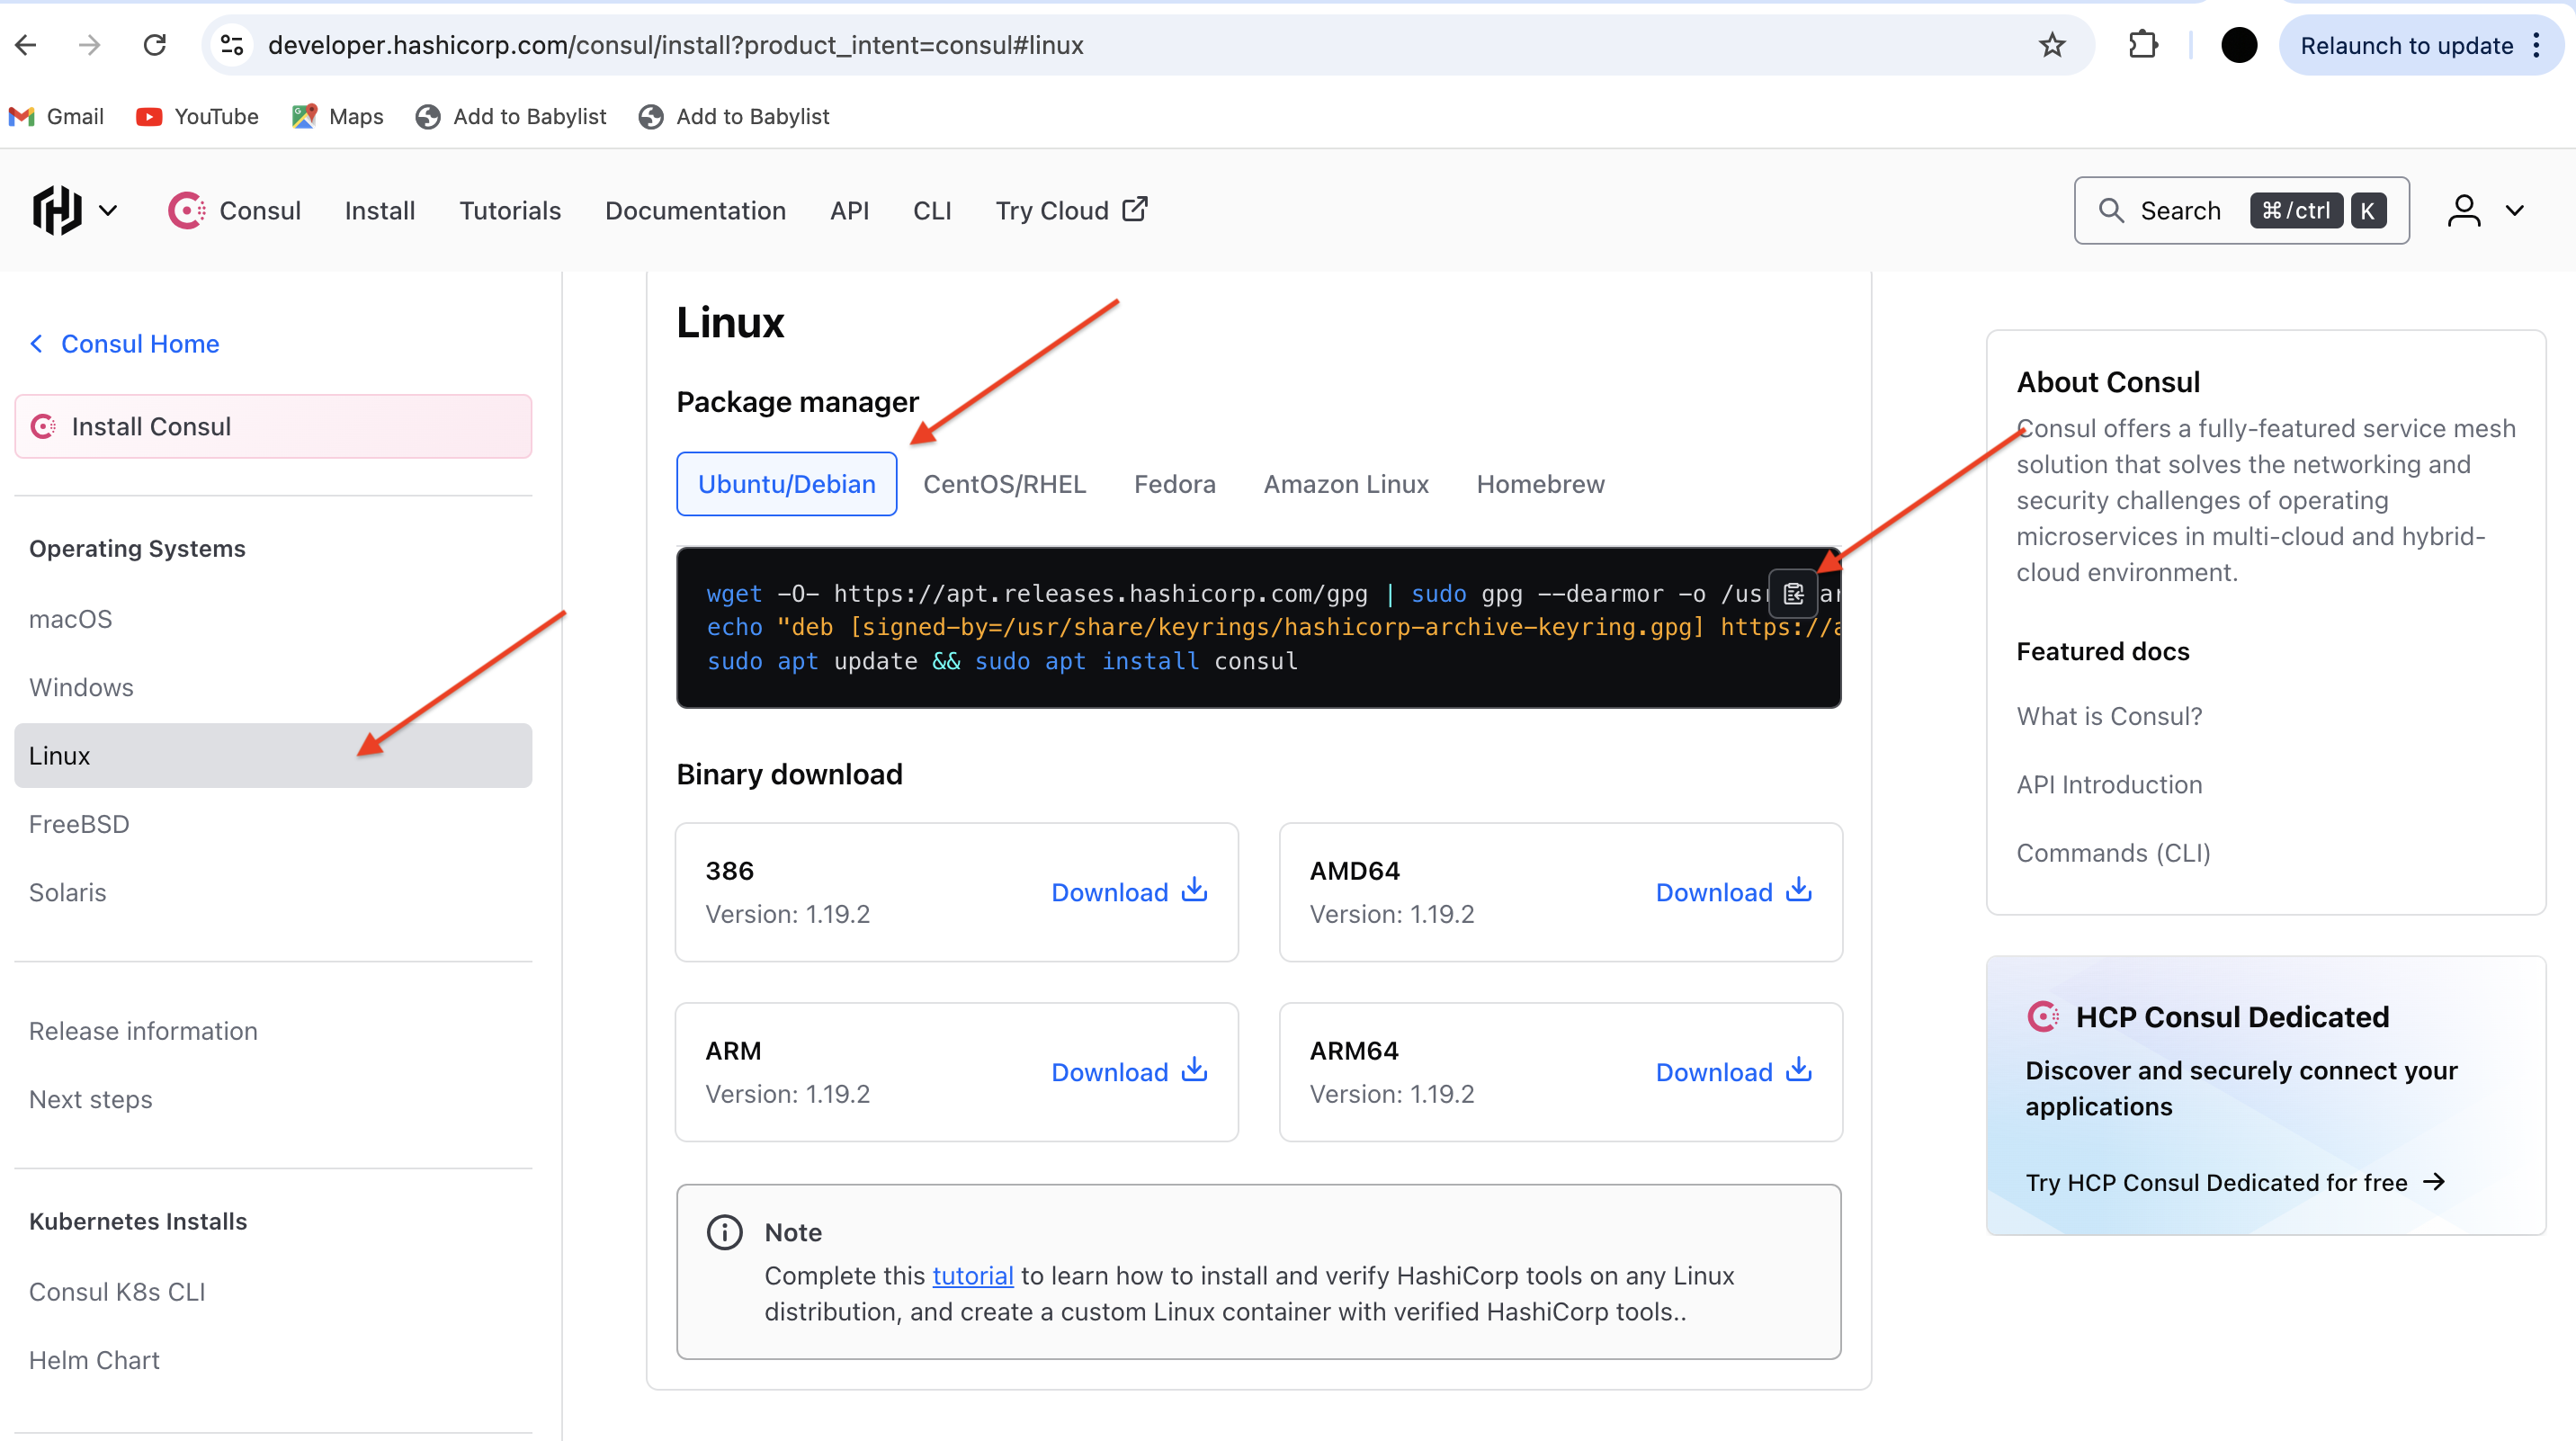 developer.hashicorp.com/consul/install?product_intent=consul#linux
Relaunch to update
Gmail
YouTube
Maps
Add to Babylist
Add to Babylist
Consul
Install
Tutorials
Documentation
API
CLI
Try Cloud
Search
⌘/ctrl
K
Consul Home
Install Consul
Operating Systems
macOS
Windows
Linux
FreeBSD
Solaris
Release information
Next steps
Kubernetes Installs
Consul K8s CLI
Helm Chart
Linux
Package manager
Ubuntu/Debian
CentOS/RHEL
Fedora
Amazon Linux
Homebrew
wget -O- https://apt.releases.hashicorp.com/gpg | sudo gpg --dearmor -o /usr
echo "deb [signed-by=/usr/share/keyrings/hashicorp-archive-keyring.gpg] https://
sudo apt update && sudo apt install consul
Binary download
386
Version: 1.19.2
Download
AMD64
Version: 1.19.2
Download
ARM
Version: 1.19.2
Download
ARM64
Version: 1.19.2
Download
Note
Complete this tutorial to learn how to install and verify HashiCorp tools on any Linux
distribution, and create a custom Linux container with verified HashiCorp tools..
About Consul
Consul offers a fully-featured service mesh
solution that solves the networking and
security challenges of operating
microservices in multi-cloud and hybrid-
cloud environment.
Featured docs
What is Consul?
API Introduction
Commands (CLI)
HCP Consul Dedicated
Discover and securely connect your
applications
Try HCP Consul Dedicated for free